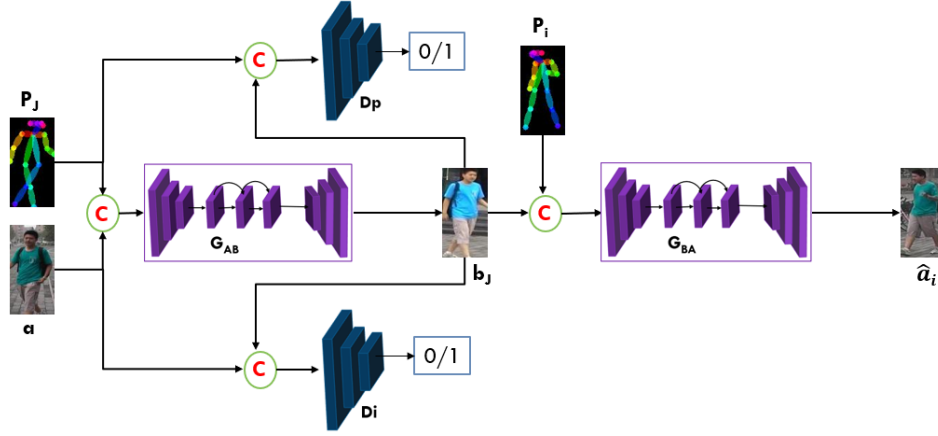 P_J
C
a
C
Dp
0/1
G_AB
C
Di
0/1
b_J
P_i
C
G_BA
â_i